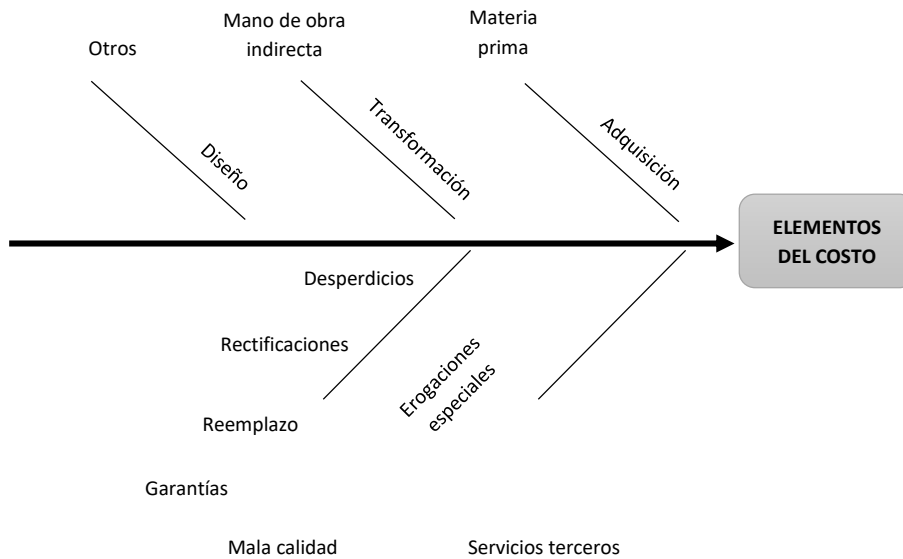 Otros
Mano de obra
indirecta
Materia
prima
Diseño
Transformación
Adquisición
ELEMENTOS
DEL COSTO
Desperdicios
Rectificaciones
Reemplazo
Garantías
Mala calidad
Erogaciones
especiales
Servicios terceros